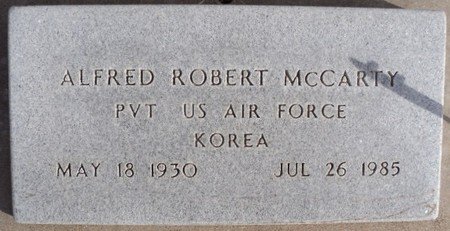 ALFRED ROBERT McCARTY
PVT US AIR FORCE
KOREA
MAY 18 1930 JUL 26 1985